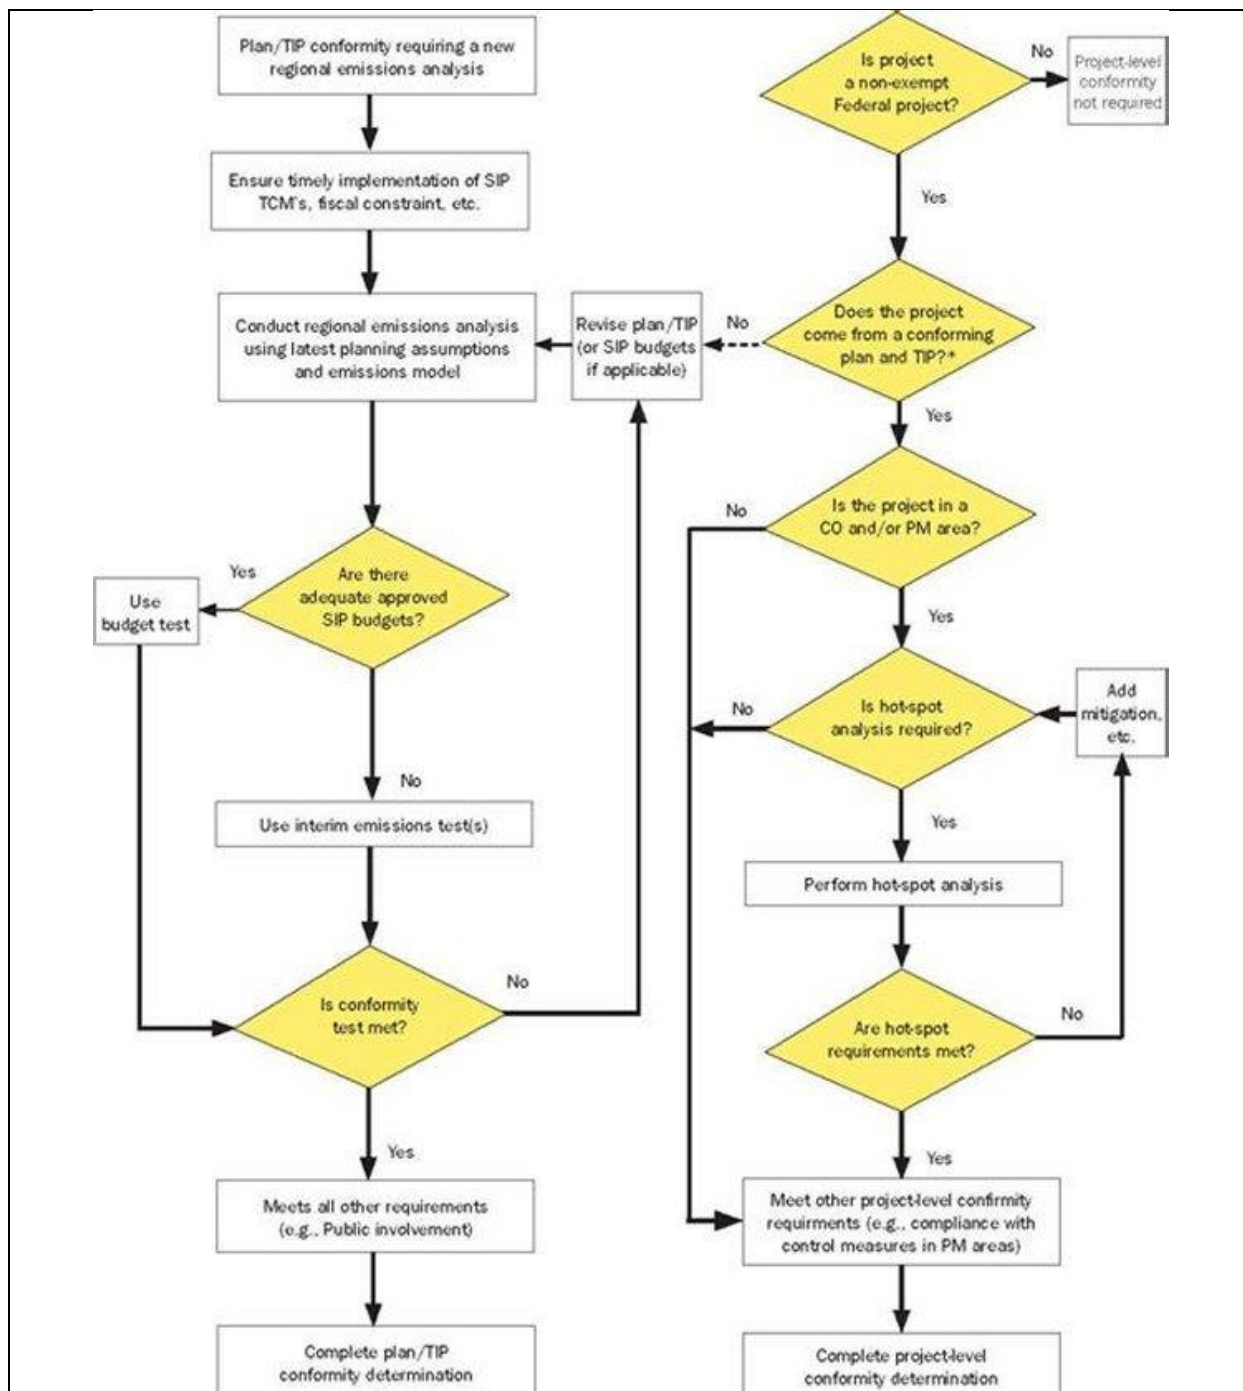 Plan/TIP conformity requiring a new
regional emissions analysis
Ensure timely implementation of SIP
TCM's, fiscal constraint, etc.
Conduct regional emissions analysis
using latest planning assumptions
and emissions model
Revise plan/TIP
(or SIP budgets
if applicable)
Are there
adequate approved
SIP budgets?
Yes
Use
budget test
No
Use interim emissions test(s)
Is conformity
test met?
No
Yes
Meets all other requirements
(e.g., Public involvement)
Complete plan/TIP
conformity determination
Is project
a non-exempt
Federal project?
No
Project-level
conformity
not required
Yes
Does the project
come from a conforming
plan and TIP?*
No
Yes
Is the project in a
CO and/or PM area?
No
Yes
Is hot-spot
analysis required?
No
Add
mitigation,
etc.
Yes
Perform hot-spot analysis
Are hot-spot
requirements met?
No
Yes
Meet other project-level confirmity
requirments (e.g., compliance with
control measures in PM areas)
Complete project-level
conformity determination